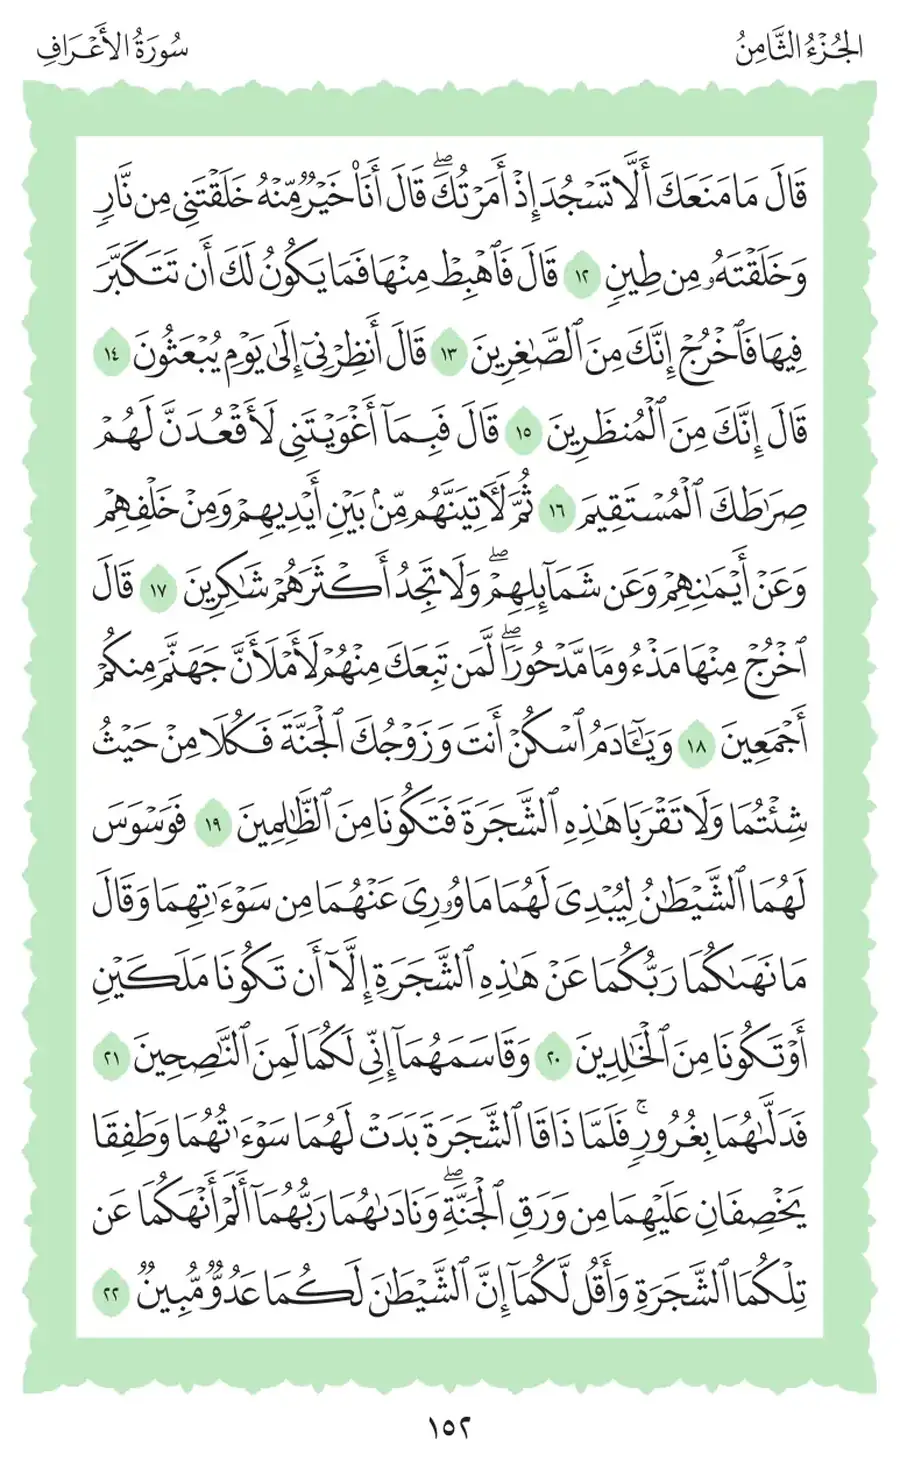 الجُزْءُ الثَّامِنُ
سُورَةُ الأَعْرَافِ
قَالَ مَا مَنَعَكَ أَلَّا تَسۡجُدَ إِذۡ أَمَرۡتُكَۖ قَالَ أَنَا۠ خَيۡرٞ مِّنۡهُ خَلَقۡتَنِي مِن نَّارٖ
وَخَلَقۡتَهُۥ مِن طِينٖ ١٢ قَالَ فَٱهۡبِطۡ مِنۡهَا فَمَا يَكُونُ لَكَ أَن تَتَكَبَّرَ
فِيهَا فَٱخۡرُجۡ إِنَّكَ مِنَ ٱلصَّٰغِرِينَ ١٣ قَالَ أَنظِرۡنِيٓ إِلَىٰ يَوۡمِ يُبۡعَثُونَ ١٤
قَالَ إِنَّكَ مِنَ ٱلۡمُنظَرِينَ ١٥ قَالَ فَبِمَآ أَغۡوَيۡتَنِي لَأَقۡعُدَنَّ لَهُمۡ
صِرَٰطَكَ ٱلۡمُسۡتَقِيمَ ١٦ ثُمَّ لَأٓتِيَنَّهُم مِّنۢ بَيۡنِ أَيۡدِيهِمۡ وَمِنۡ خَلۡفِهِمۡ
وَعَنۡ أَيۡمَٰنِهِمۡ وَعَن شَمَآئِلِهِمۡۖ وَلَا تَجِدُ أَكۡثَرَهُمۡ شَٰكِرِينَ ١٧ قَالَ
ٱخۡرُجۡ مِنۡهَا مَذۡءُومٗا مَّدۡحُورٗاۖ لَّمَن تَبِعَكَ مِنۡهُمۡ لَأَمۡلَأَنَّ جَهَنَّمَ مِنكُمۡ
أَجۡمَعِينَ ١٨ وَيَٰٓـَٔادَمُ ٱسۡكُنۡ أَنتَ وَزَوۡجُكَ ٱلۡجَنَّةَ فَكُلَا مِنۡ حَيۡثُ
شِئۡتُمَا وَلَا تَقۡرَبَا هَٰذِهِ ٱلشَّجَرَةَ فَتَكُونَا مِنَ ٱلظَّٰلِمِينَ ١٩ فَوَسۡوَسَ
لَهُمَا ٱلشَّيۡطَٰنُ لِيُبۡدِيَ لَهُمَا مَا وُۥرِيَ عَنۡهُمَا مِن سَوۡءَٰتِهِمَا وَقَالَ
مَا نَهَىٰكُمَا رَبُّكُمَا عَنۡ هَٰذِهِ ٱلشَّجَرَةِ إِلَّآ أَن تَكُونَا مَلَكَيۡنِ
أَوۡ تَكُونَا مِنَ ٱلۡخَٰلِدِينَ ٢٠ وَقَاسَمَهُمَآ إِنِّي لَكُمَا لَمِنَ ٱلنَّٰصِحِينَ ٢١
فَدَلَّىٰهُمَا بِغُرُورٖۚ فَلَمَّا ذَاقَا ٱلشَّجَرَةَ بَدَتۡ لَهُمَا سَوۡءَٰتُهُمَا وَطَفِقَا
يَخۡصِفَانِ عَلَيۡهِمَا مِن وَرَقِ ٱلۡجَنَّةِۖ وَنَادَىٰهُمَا رَبُّهُمَآ أَلَمۡ أَنۡهَكُمَا عَن
تِلۡكُمَا ٱلشَّجَرَةِ وَأَقُل لَّكُمَآ إِنَّ ٱلشَّيۡطَٰنَ لَكُمَا عَدُوّٞ مُّبِينٞ ٢٢
١٥٢